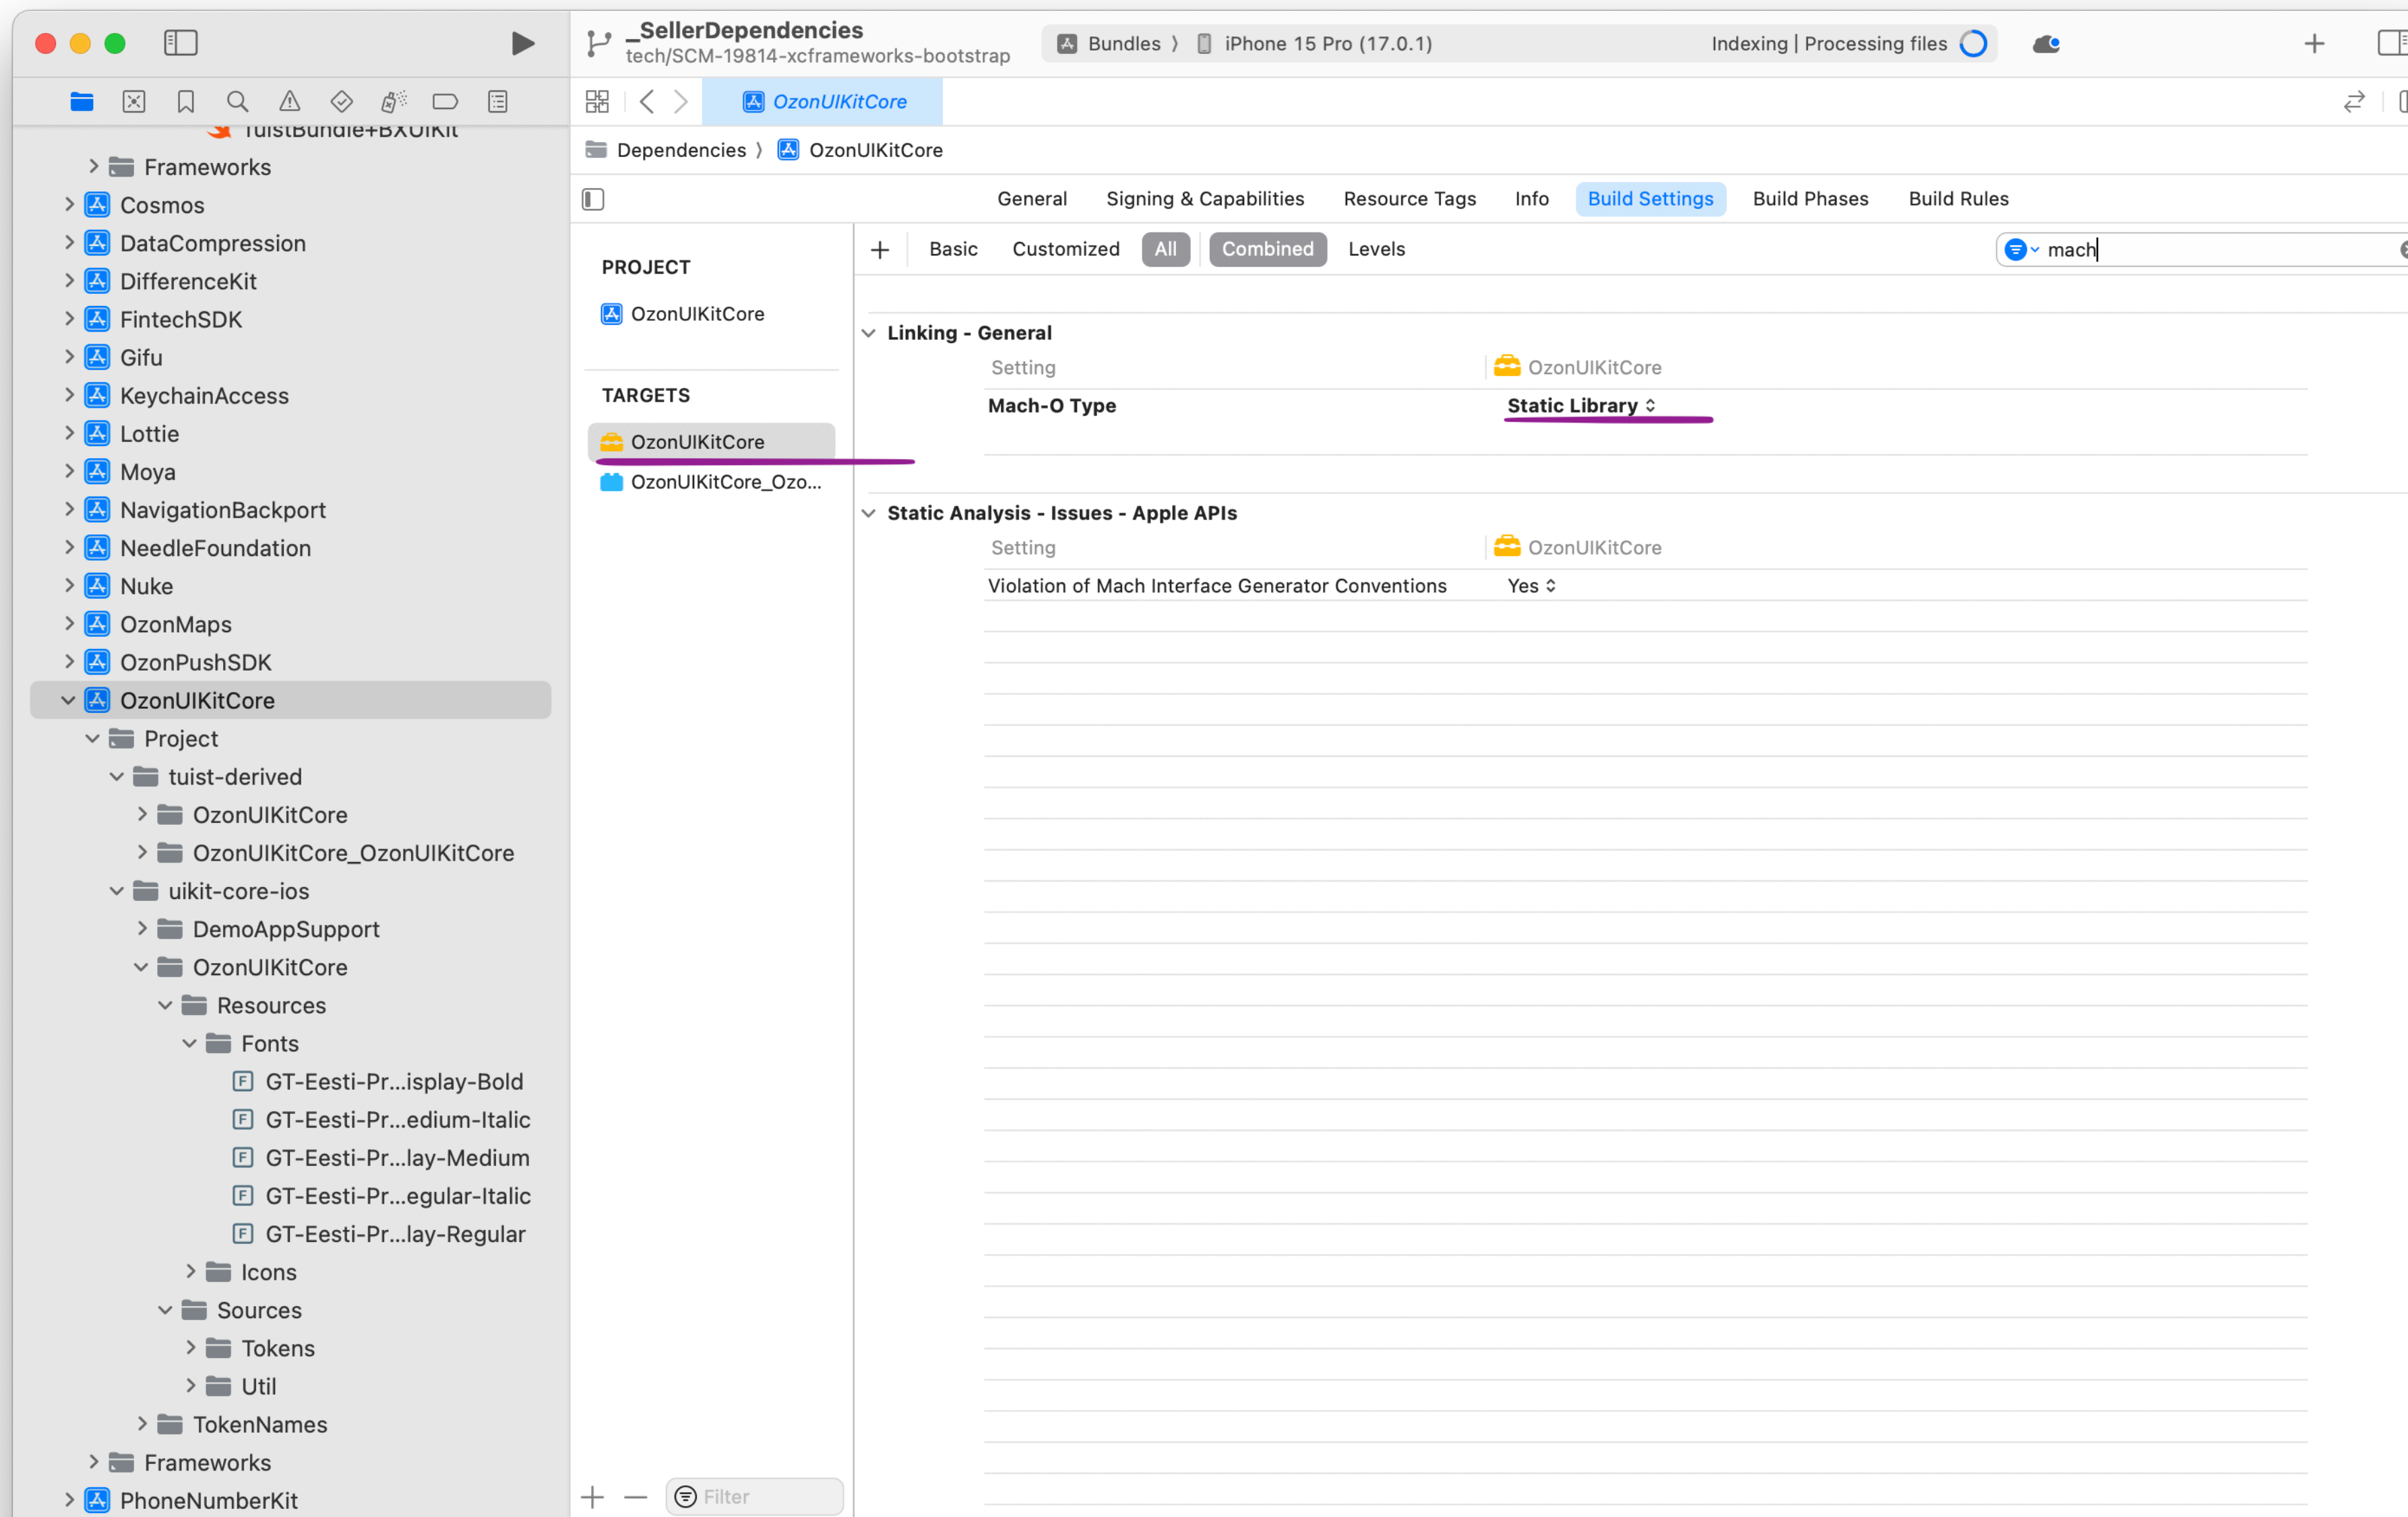 _SellerDependencies
tech/SCM-19814-xcframeworks-bootstrap
Bundles
iPhone 15 Pro (17.0.1)
Indexing | Processing files
OzonUIKitCore
Dependencies
OzonUIKitCore
TuistBundle+BXUIKit
Frameworks
Cosmos
DataCompression
DifferenceKit
FintechSDK
Gifu
KeychainAccess
Lottie
Moya
NavigationBackport
NeedleFoundation
Nuke
OzonMaps
OzonPushSDK
OzonUIKitCore
Project
tuist-derived
OzonUIKitCore
OzonUIKitCore_OzonUIKitCore
uikit-core-ios
DemoAppSupport
OzonUIKitCore
Resources
Fonts
GT-Eesti-Pr...isplay-Bold
GT-Eesti-Pr...edium-Italic
GT-Eesti-Pr...lay-Medium
GT-Eesti-Pr...egular-Italic
GT-Eesti-Pr...lay-Regular
Icons
Sources
Tokens
Util
TokenNames
Frameworks
PhoneNumberKit
General
Signing & Capabilities
Resource Tags
Info
Build Settings
Build Phases
Build Rules
PROJECT
OzonUIKitCore
TARGETS
OzonUIKitCore
OzonUIKitCore_Ozo...
Filter
Basic
Customized
All
Combined
Levels
mach
Linking - General
Setting
OzonUIKitCore
Mach-O Type
Static Library
Static Analysis - Issues - Apple APIs
Setting
OzonUIKitCore
Violation of Mach Interface Generator Conventions
Yes